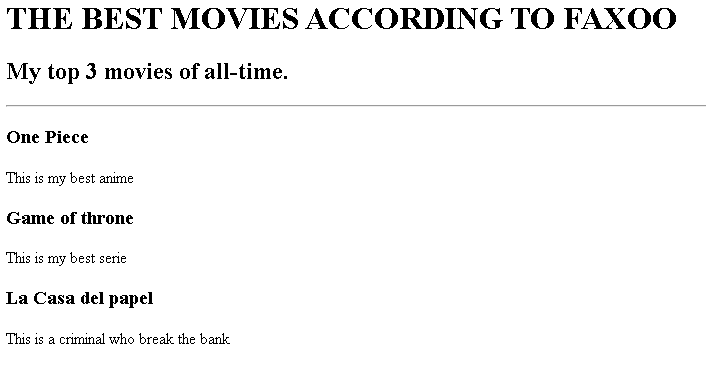 THE BEST MOVIES ACCORDING TO FAXOO
My top 3 movies of all-time.
One Piece
This is my best anime
Game of throne
This is my best serie
La Casa del papel
This is a criminal who break the bank